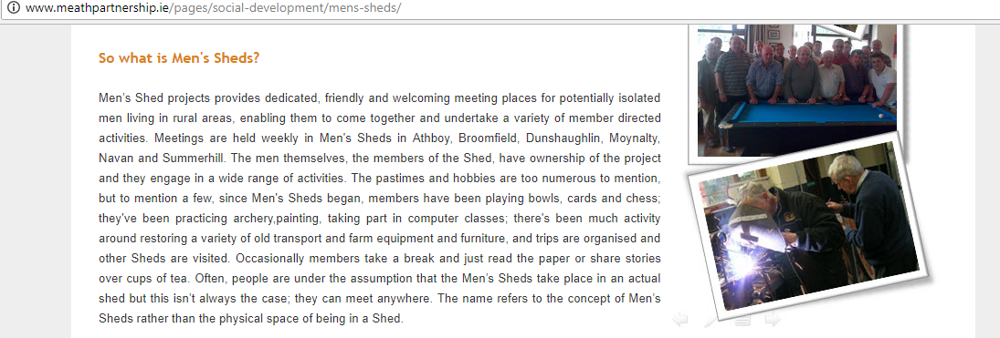 www.meathpartnership.ie/pages/social-development/mens-sheds/
So what is Men's Sheds?
Men's Shed projects provides dedicated, friendly and welcoming meeting places for potentially isolated
men living in rural areas, enabling them to come together and undertake a variety of member directed
activities. Meetings are held weekly in Men's Sheds in Athboy, Broomfield, Dunshaughlin, Moynalty,
Navan and Summerhill. The men themselves, the members of the Shed, have ownership of the project
and they engage in a wide range of activities. The pastimes and hobbies are too numerous to mention,
but to mention a few, since Men's Sheds began, members have been playing bowls, cards and chess;
they've been practicing archery,painting, taking part in computer classes; there's been much activity
around restoring a variety of old transport and farm equipment and furniture, and trips are organised and
other Sheds are visited. Occasionally members take a break and just read the paper or share stories
over cups of tea. Often, people are under the assumption that the Men's Sheds take place in an actual
shed but this isn't always the case; they can meet anywhere. The name refers to the concept of Men's
Sheds rather than the physical space of being in a Shed.